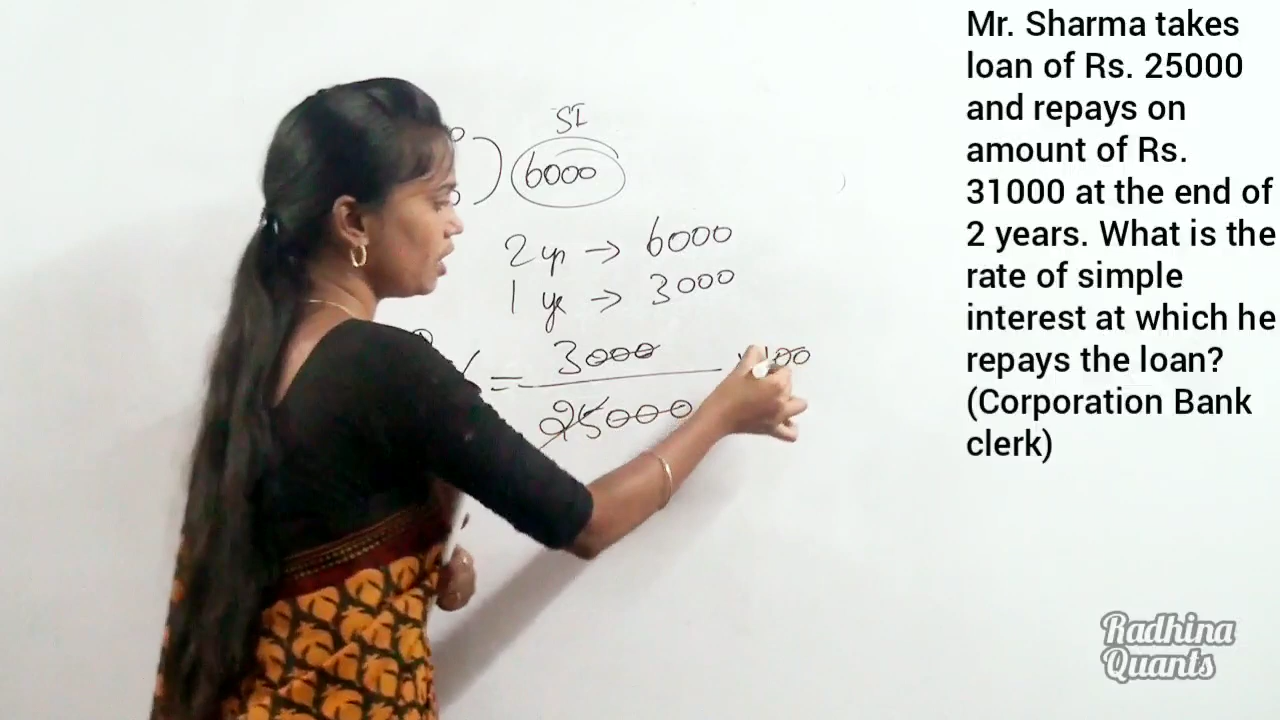 Mr. Sharma takes
loan of Rs. 25000
and repays on
amount of Rs.
31000 at the end of
2 years. What is the
rate of simple
interest at which he
repays the loan?
(Corporation Bank
clerk)
SI
6000
2 yr → 6000
1 yr → 3000
= 3000
25000
Radhina
Quants